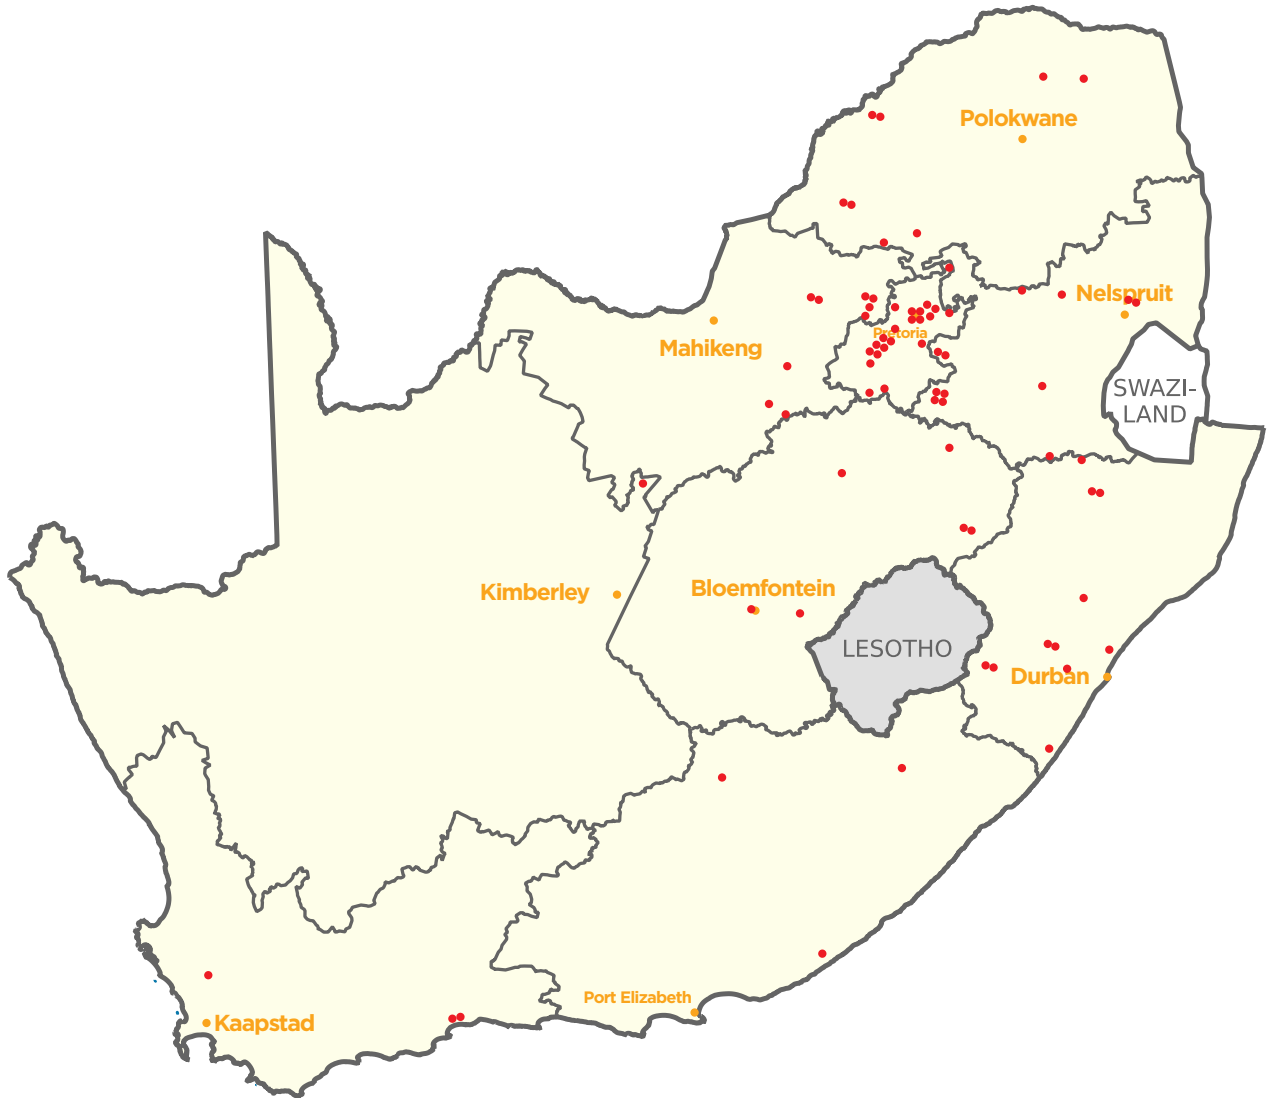 Polokwane
Nelspruit
Pretoria
Mahikeng
SWAZI-
LAND
Kimberley
Bloemfontein
LESOTHO
Durban
Port Elizabeth
Kaapstad